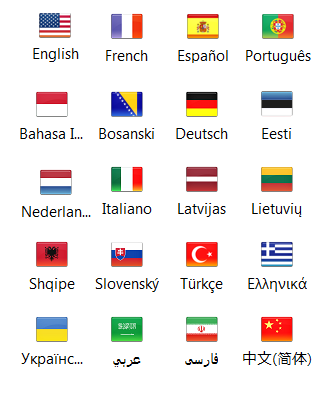 English French Español Português
Bahasa I... Bosanski Deutsch Eesti
Nederlan... Italiano Latvijas Lietuvių
Shqipe Slovenský Türkçe Ελληνικά
Українс... عربي فارسی 中文(简体)